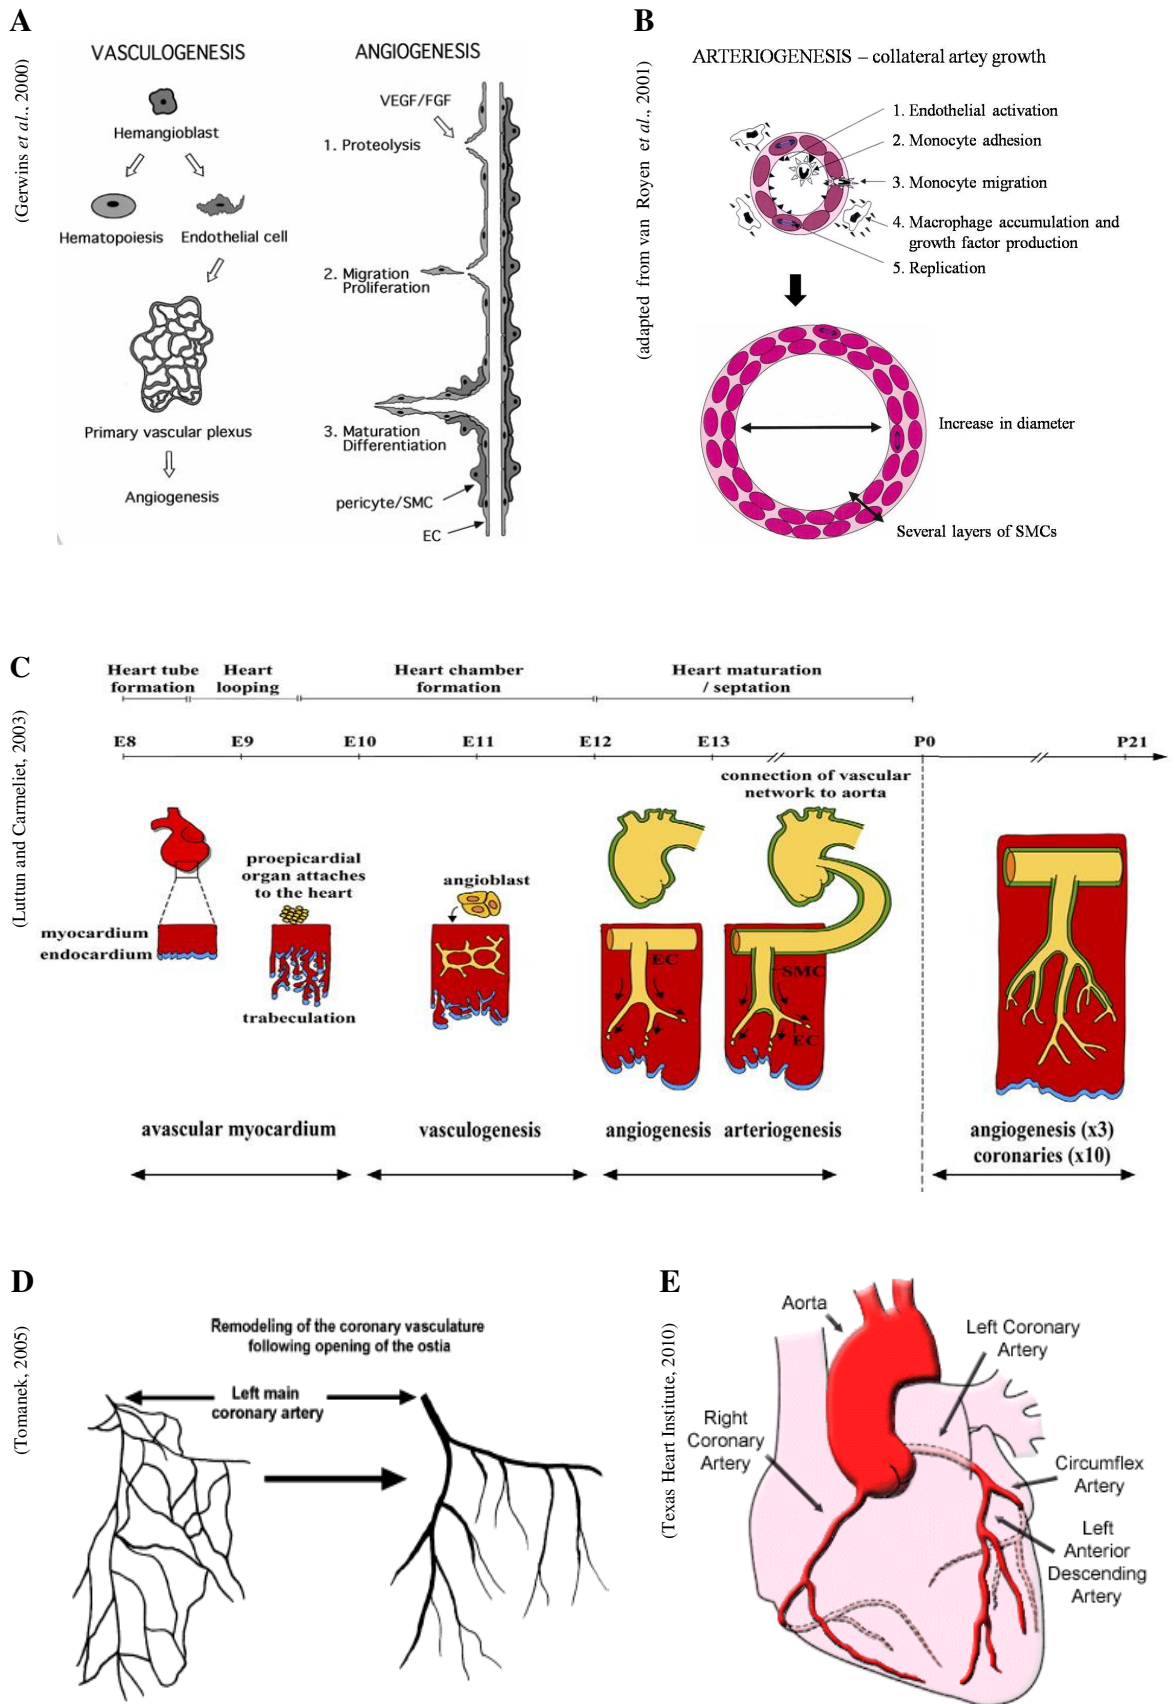 A
(Gerwins et al., 2000)
VASCULOGENESIS
Hemangioblast
Hematopoiesis
Endothelial cell
Primary vascular plexus
Angiogenesis
ANGIOGENESIS
VEGF/FGF
1. Proteolysis
2. Migration
Proliferation
3. Maturation
Differentiation
pericyte/SMC
EC
B
(adapted from van Royen et al., 2001)
ARTERIOGENESIS – collateral artey growth
1. Endothelial activation
2. Monocyte adhesion
3. Monocyte migration
4. Macrophage accumulation and
growth factor production
5. Replication
Increase in diameter
Several layers of SMCs
C
(Luttun and Carmeliet, 2003)
Heart tube
formation
Heart
looping
Heart chamber
formation
Heart maturation
/ septation
E8
E9
E10
E11
E12
E13
P0
P21
connection of vascular
network to aorta
proepicardial
organ attaches
to the heart
angioblast
myocardium
endocardium
trabeculation
EC
SMC
EC
avascular myocardium
vasculogenesis
angiogenesis
arteriogenesis
angiogenesis (x3)
coronaries (x10)
D
(Tomanek, 2005)
Remodeling of the coronary vasculature
following opening of the ostia
Left main
coronary artery
E
(Texas Heart Institute, 2010)
Aorta
Left Coronary
Artery
Right
Coronary
Artery
Circumflex
Artery
Left
Anterior
Descending
Artery